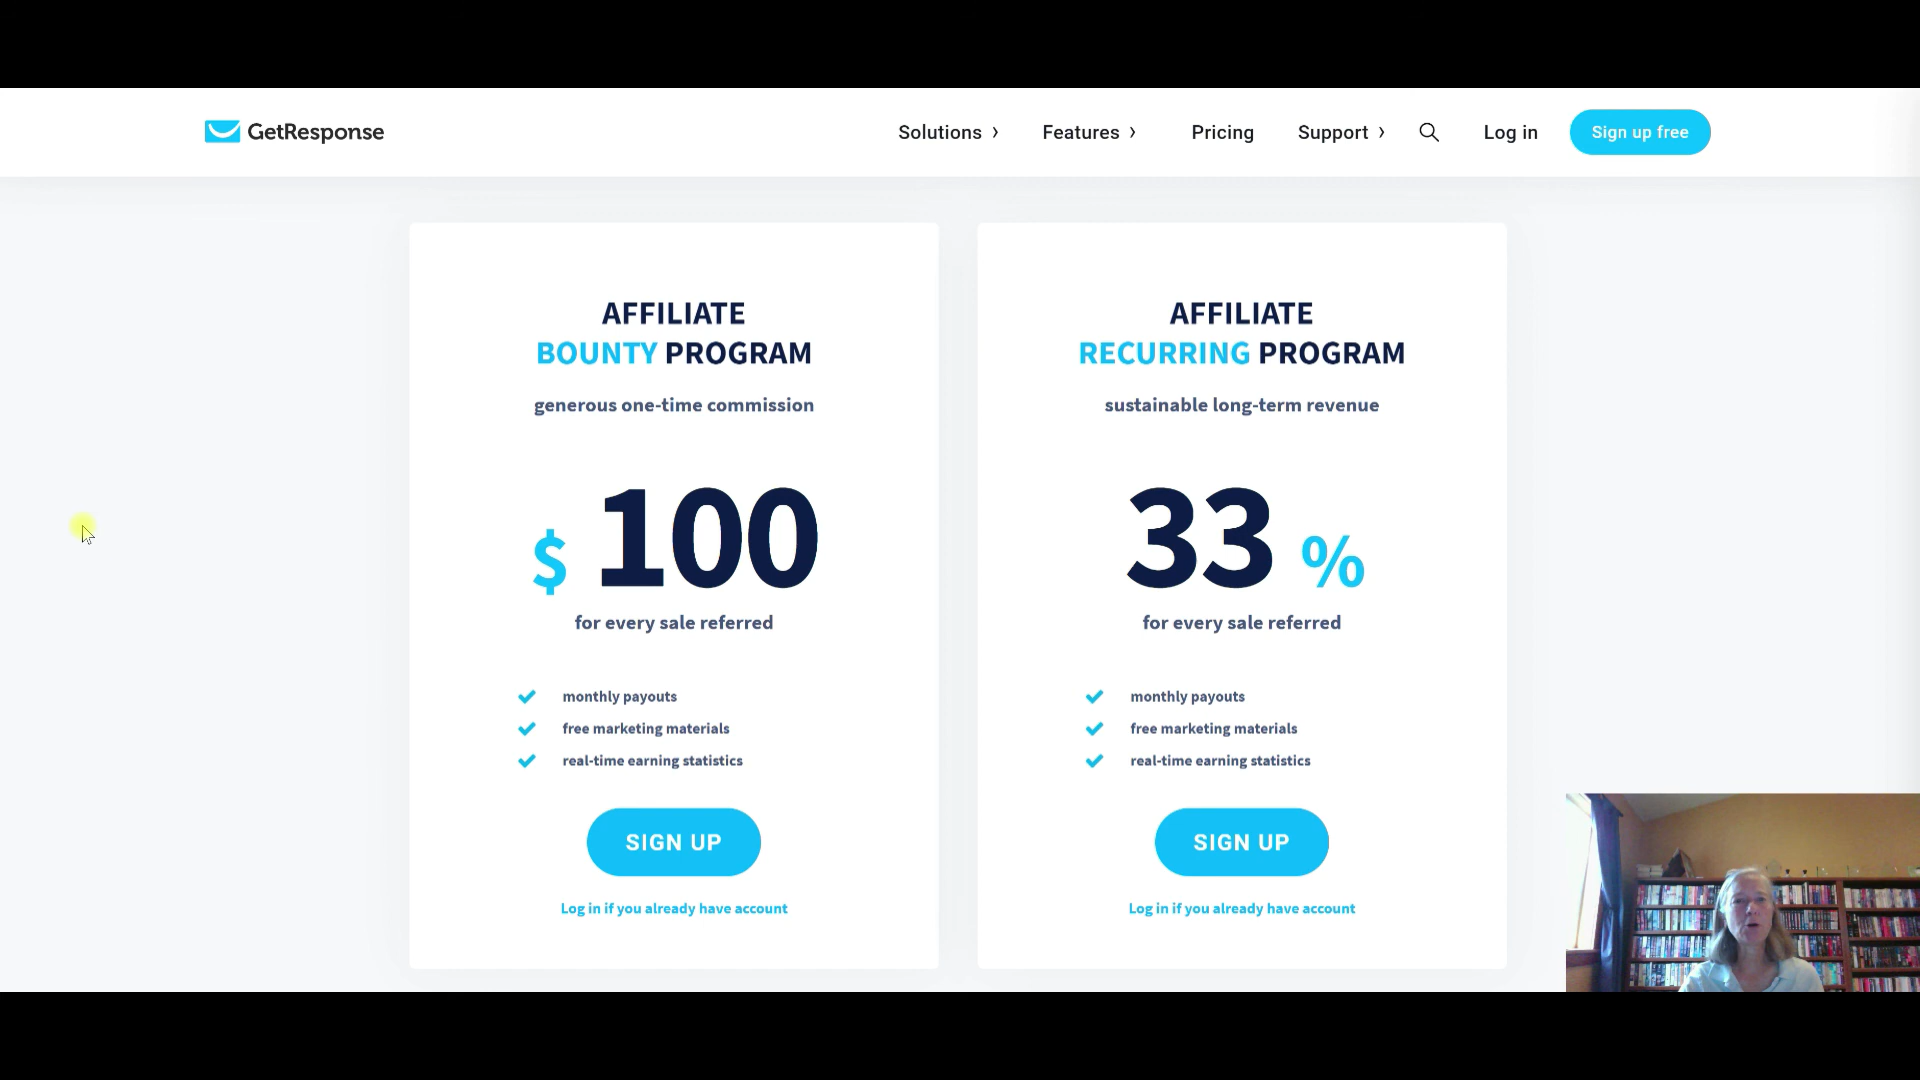 GetResponse
Solutions
Features
Pricing
Support
Log in
Sign up free
AFFILIATE
BOUNTY PROGRAM
generous one-time commission
$ 100
for every sale referred
monthly payouts
free marketing materials
real-time earning statistics
SIGN UP
Log in if you already have account
AFFILIATE
RECURRING PROGRAM
sustainable long-term revenue
33 %
for every sale referred
monthly payouts
free marketing materials
real-time earning statistics
SIGN UP
Log in if you already have account